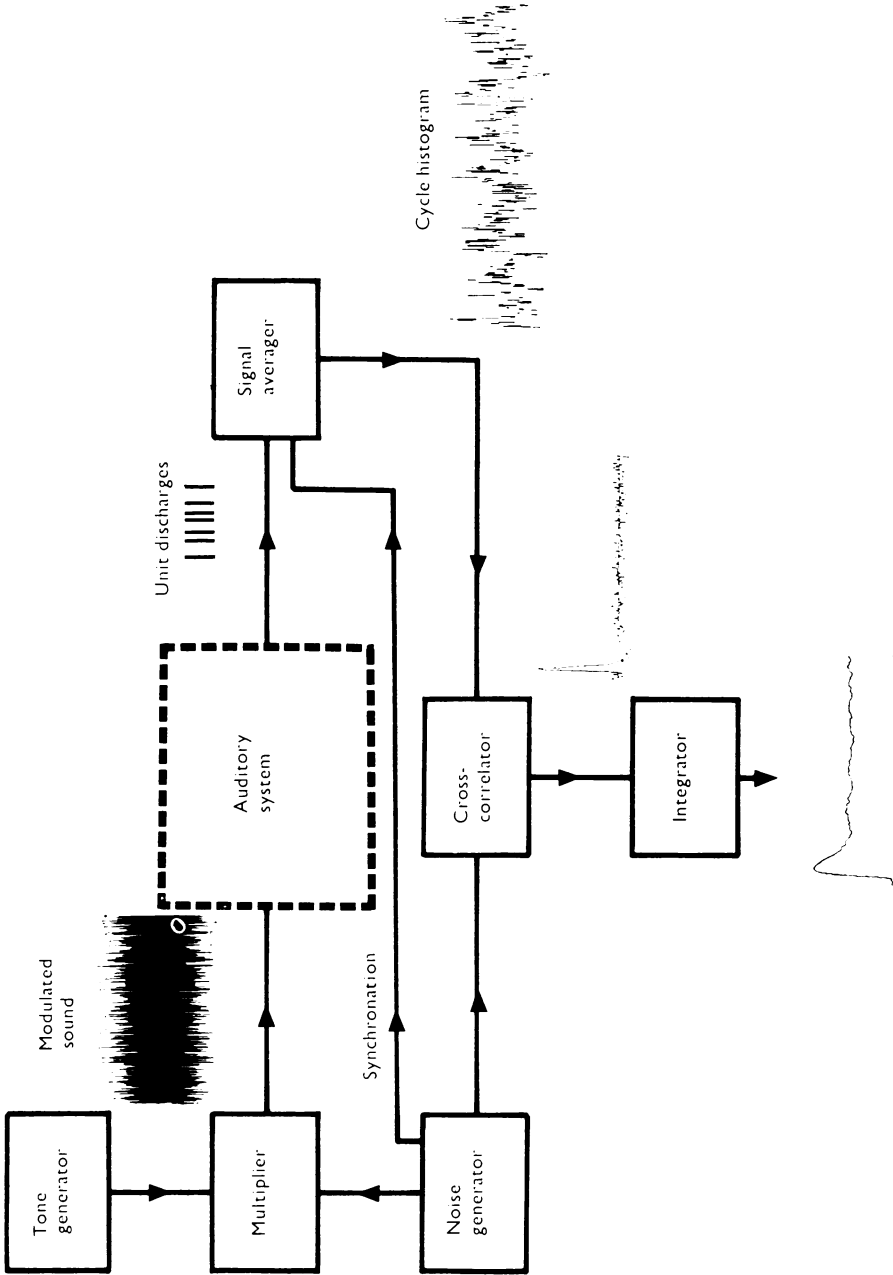 Tone
generator
Modulated
sound
Multiplier
Auditory
system
Unit discharges
Signal
averager
Synchronation
Noise
generator
Cross-
correlator
Cycle histogram
Integrator